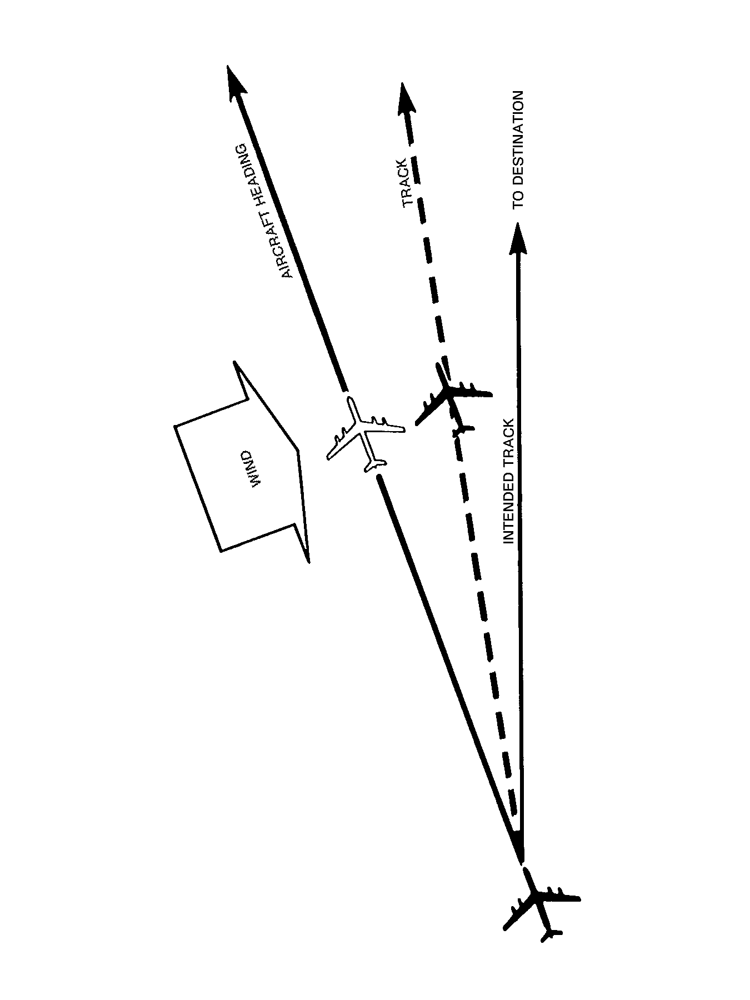 AIRCRAFT HEADING
TRACK
TO DESTINATION
WIND
INTENDED TRACK